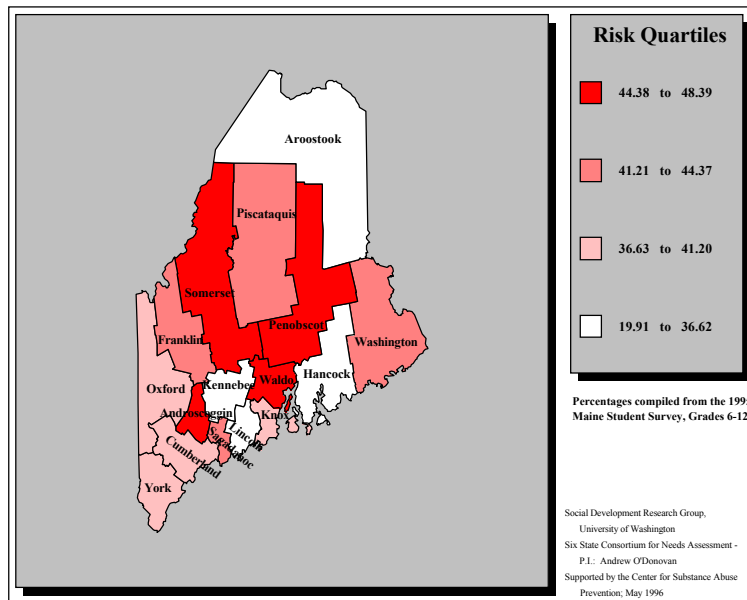 Risk Quartiles
44.38 to 48.39
41.21 to 44.37
36.63 to 41.20
19.91 to 36.62
Aroostook
Piscataquis
Somerset
Penobscot
Franklin
Washington
Oxford
Kennebec
Waldo
Hancock
Androscoggin
Knox
Lincoln
Sagadahoc
Cumberland
York
Percentages compiled from the
Maine Student Survey, Grades 6-12
Social Development Research Group,
University of Washington
Six State Consortium for Needs Assessment -
P.I.: Andrew O'Donovan
Supported by the Center for Substance Abuse
Prevention; May 1996